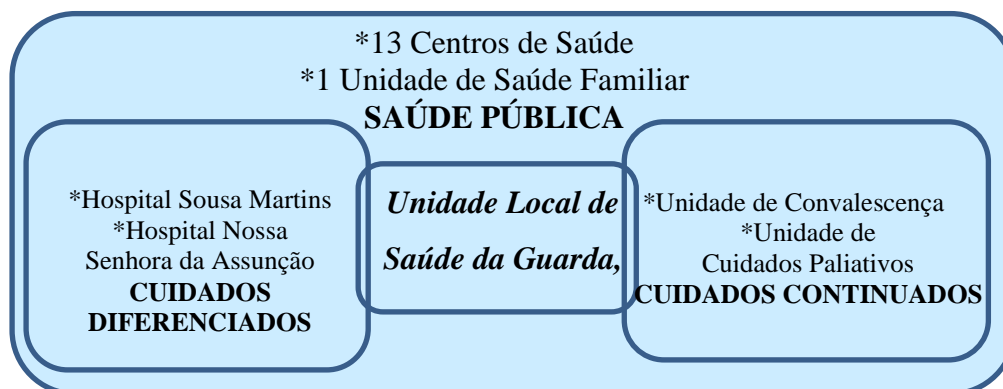 *13 Centros de Saúde
*1 Unidade de Saúde Familiar
SAÚDE PÚBLICA
*Hospital Sousa Martins
*Hospital Nossa
Senhora da Assunção
CUIDADOS
DIFERENCIADOS
Unidade Local de
Saúde da Guarda,
*Unidade de Convalescença
*Unidade de
Cuidados Paliativos
CUIDADOS CONTINUADOS